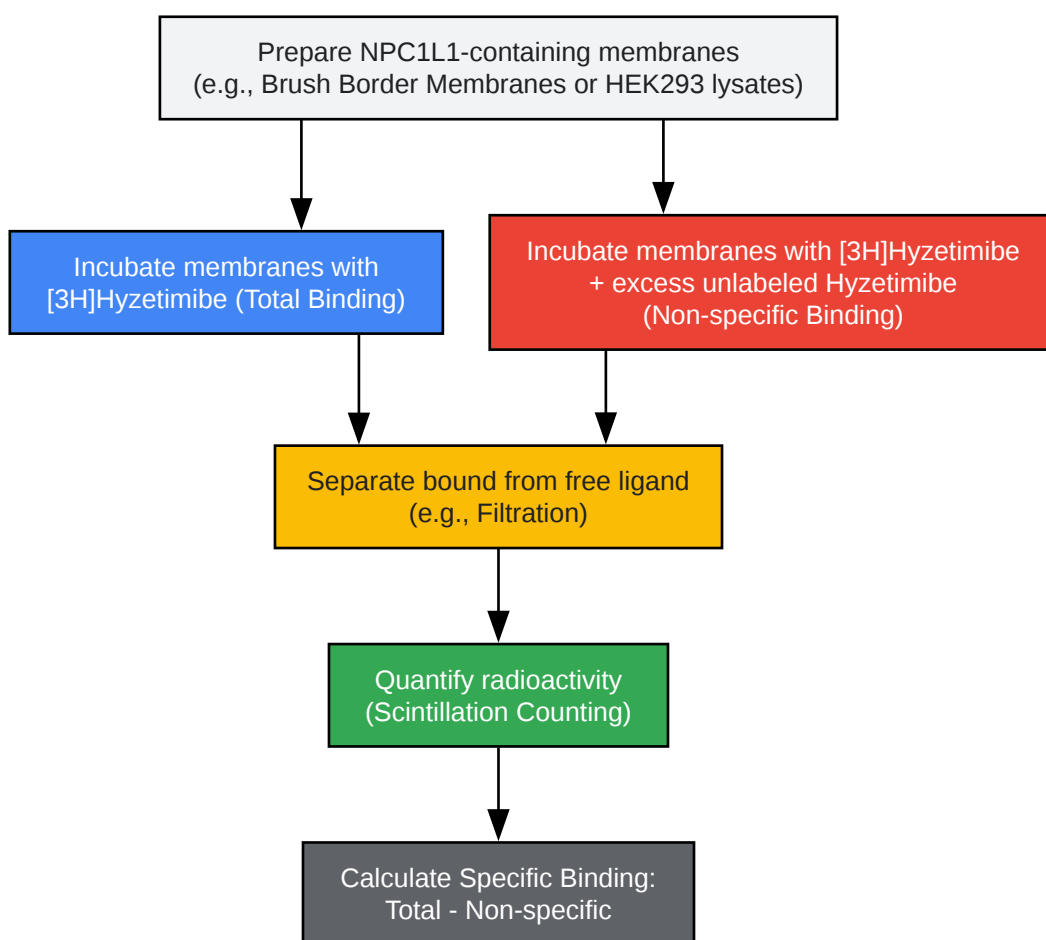 Prepare NPC1L1-containing membranes
(e.g., Brush Border Membranes or HEK293 lysates)
Incubate membranes with
[3H]Hyzetimibe (Total Binding)
Incubate membranes with [3H]Hyzetimibe
+ excess unlabeled Hyzetimibe
(Non-specific Binding)
Separate bound from free ligand
(e.g., Filtration)
Quantify radioactivity
(Scintillation Counting)
Calculate Specific Binding:
Total - Non-specific